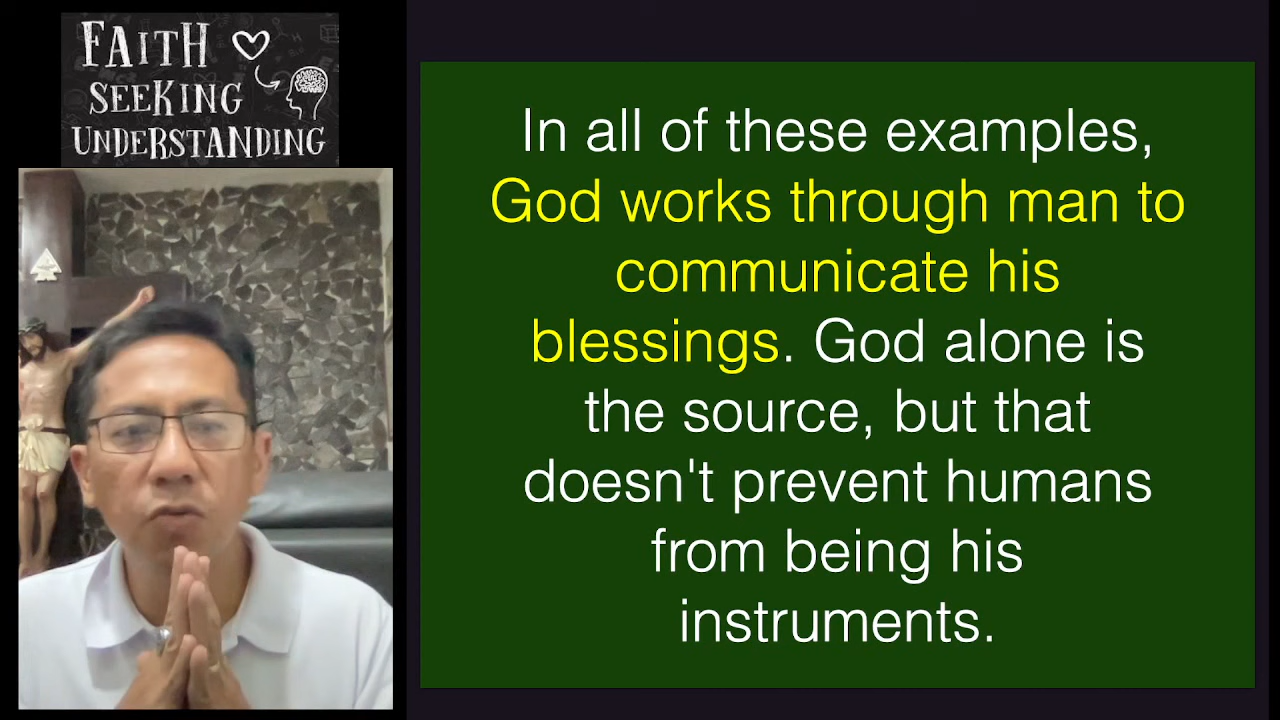 FAITH
SEEKING
UNDERSTANDING
In all of these examples,
God works through man to
communicate his
blessings. God alone is
the source, but that
doesn't prevent humans
from being his
instruments.